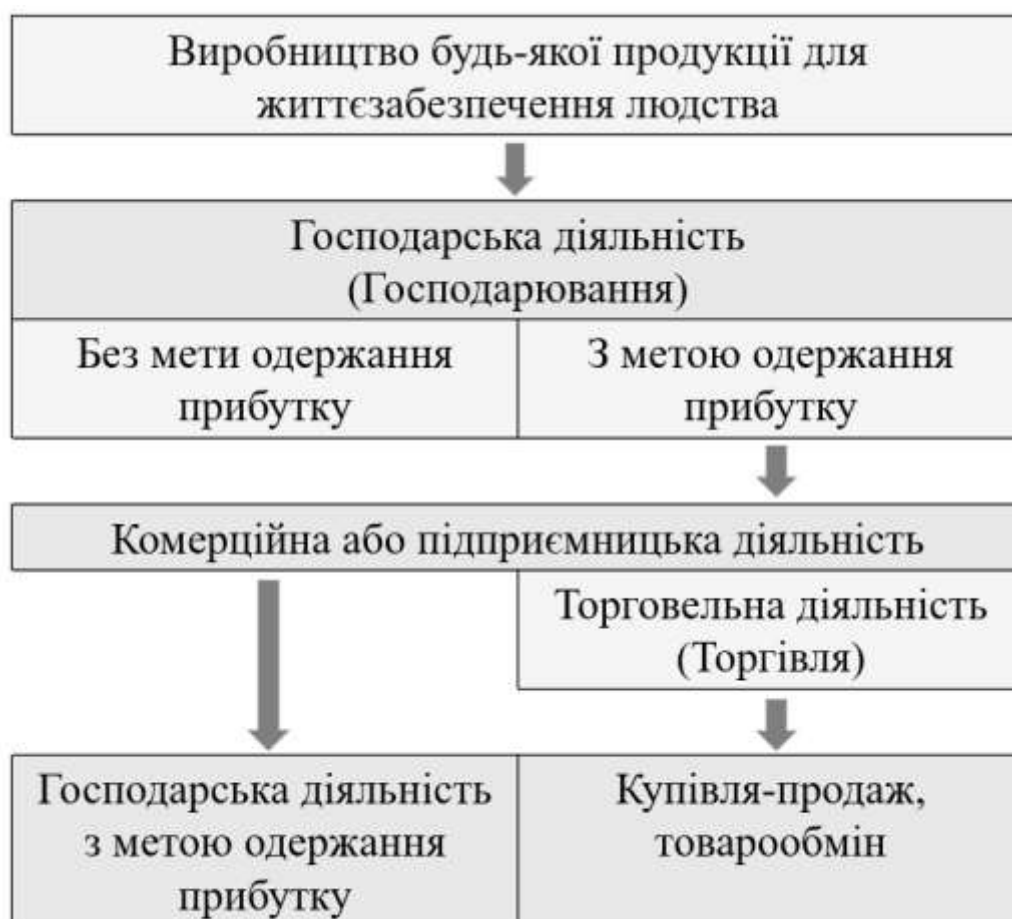 Виробництво будь-якої продукції для
життєзабезпечення людства
Господарська діяльність
(Господарювання)
Без мети одержання
прибутку
З метою одержання
прибутку
Комерційна або підприємницька діяльність
Торговельна діяльність
(Торгівля)
Господарська діяльність
з метою одержання
прибутку
Купівля-продаж,
товарообмін